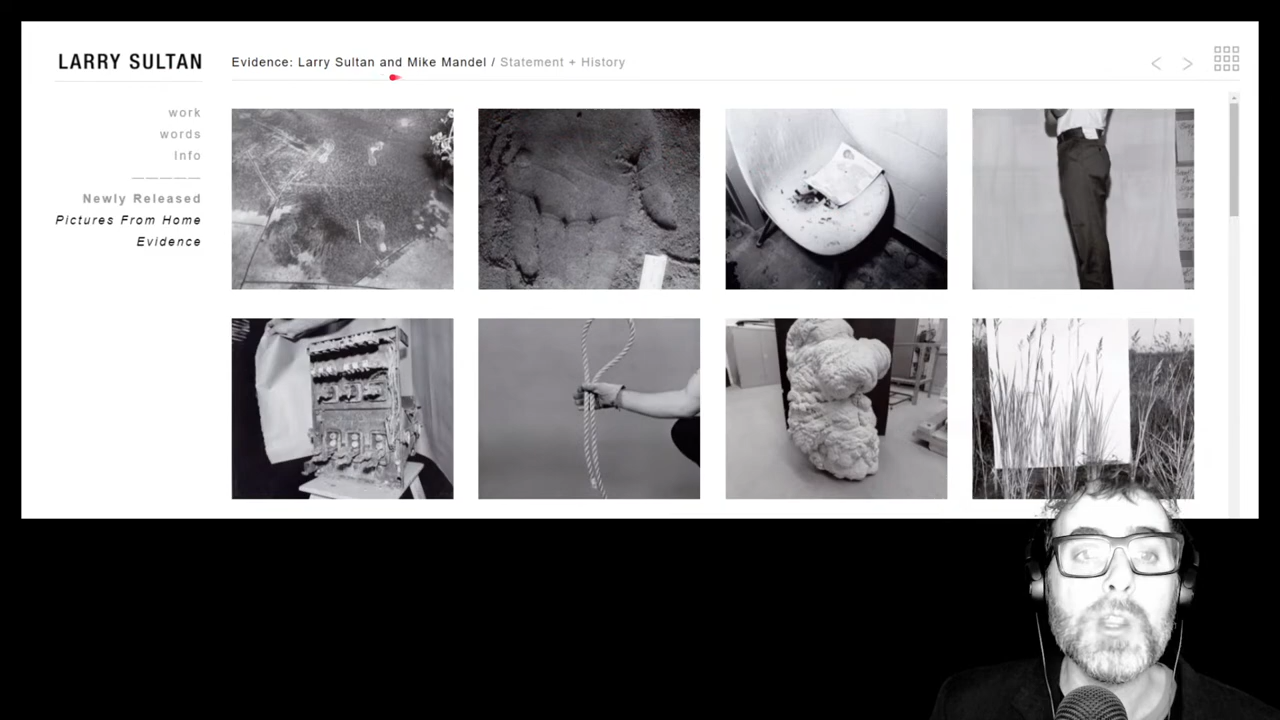 LARRY SULTAN
Evidence: Larry Sultan and Mike Mandel / Statement + History
work
words
Info
Newly Released
Pictures From Home
Evidence